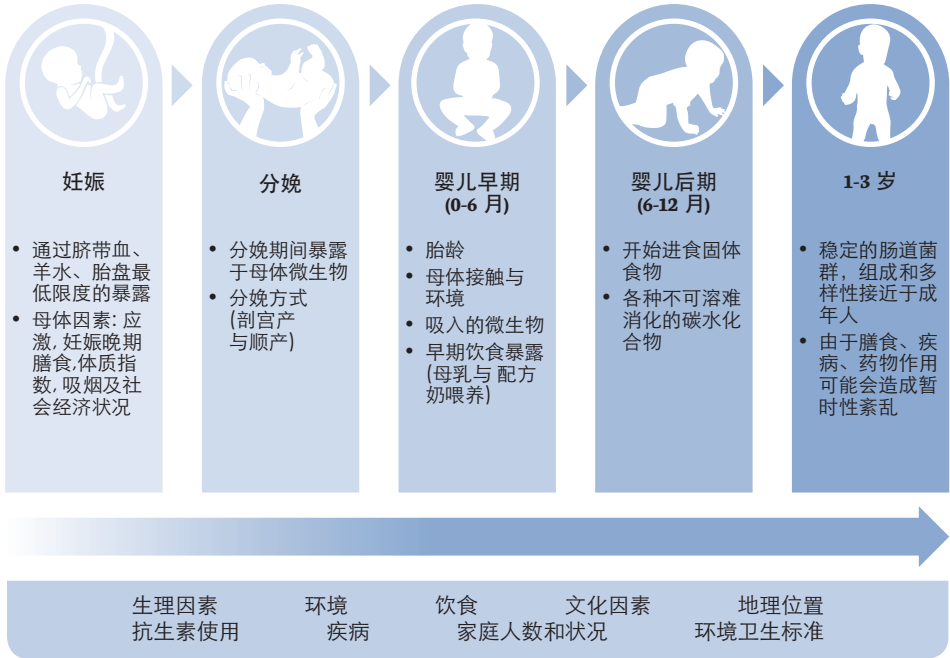 妊娠
• 通过脐带血、
羊水、胎盘最
低限度的暴露
• 母体因素: 应
激, 妊娠晚期
膳食,体质指
数, 吸烟及社
会经济状况
分娩
• 分娩期间暴露
于母体微生物
• 分娩方式
(剖宫产
与顺产)
婴儿早期
(0-6 月)
• 胎龄
• 母体接触与
环境
• 吸入的微生物
• 早期饮食暴露
(母乳与 配方
奶喂养)
婴儿后期
(6-12 月)
• 开始进食固体
食物
• 各种不可溶难
消化的碳水化
合物
1-3 岁
• 稳定的肠道菌
群，组成和多
样性接近于成
年人
• 由于膳食、疾
病、药物作用
可能会造成暂
时性紊乱
生理因素 环境 饮食 文化因素 地理位置
抗生素使用 疾病 家庭人数和状况 环境卫生标准